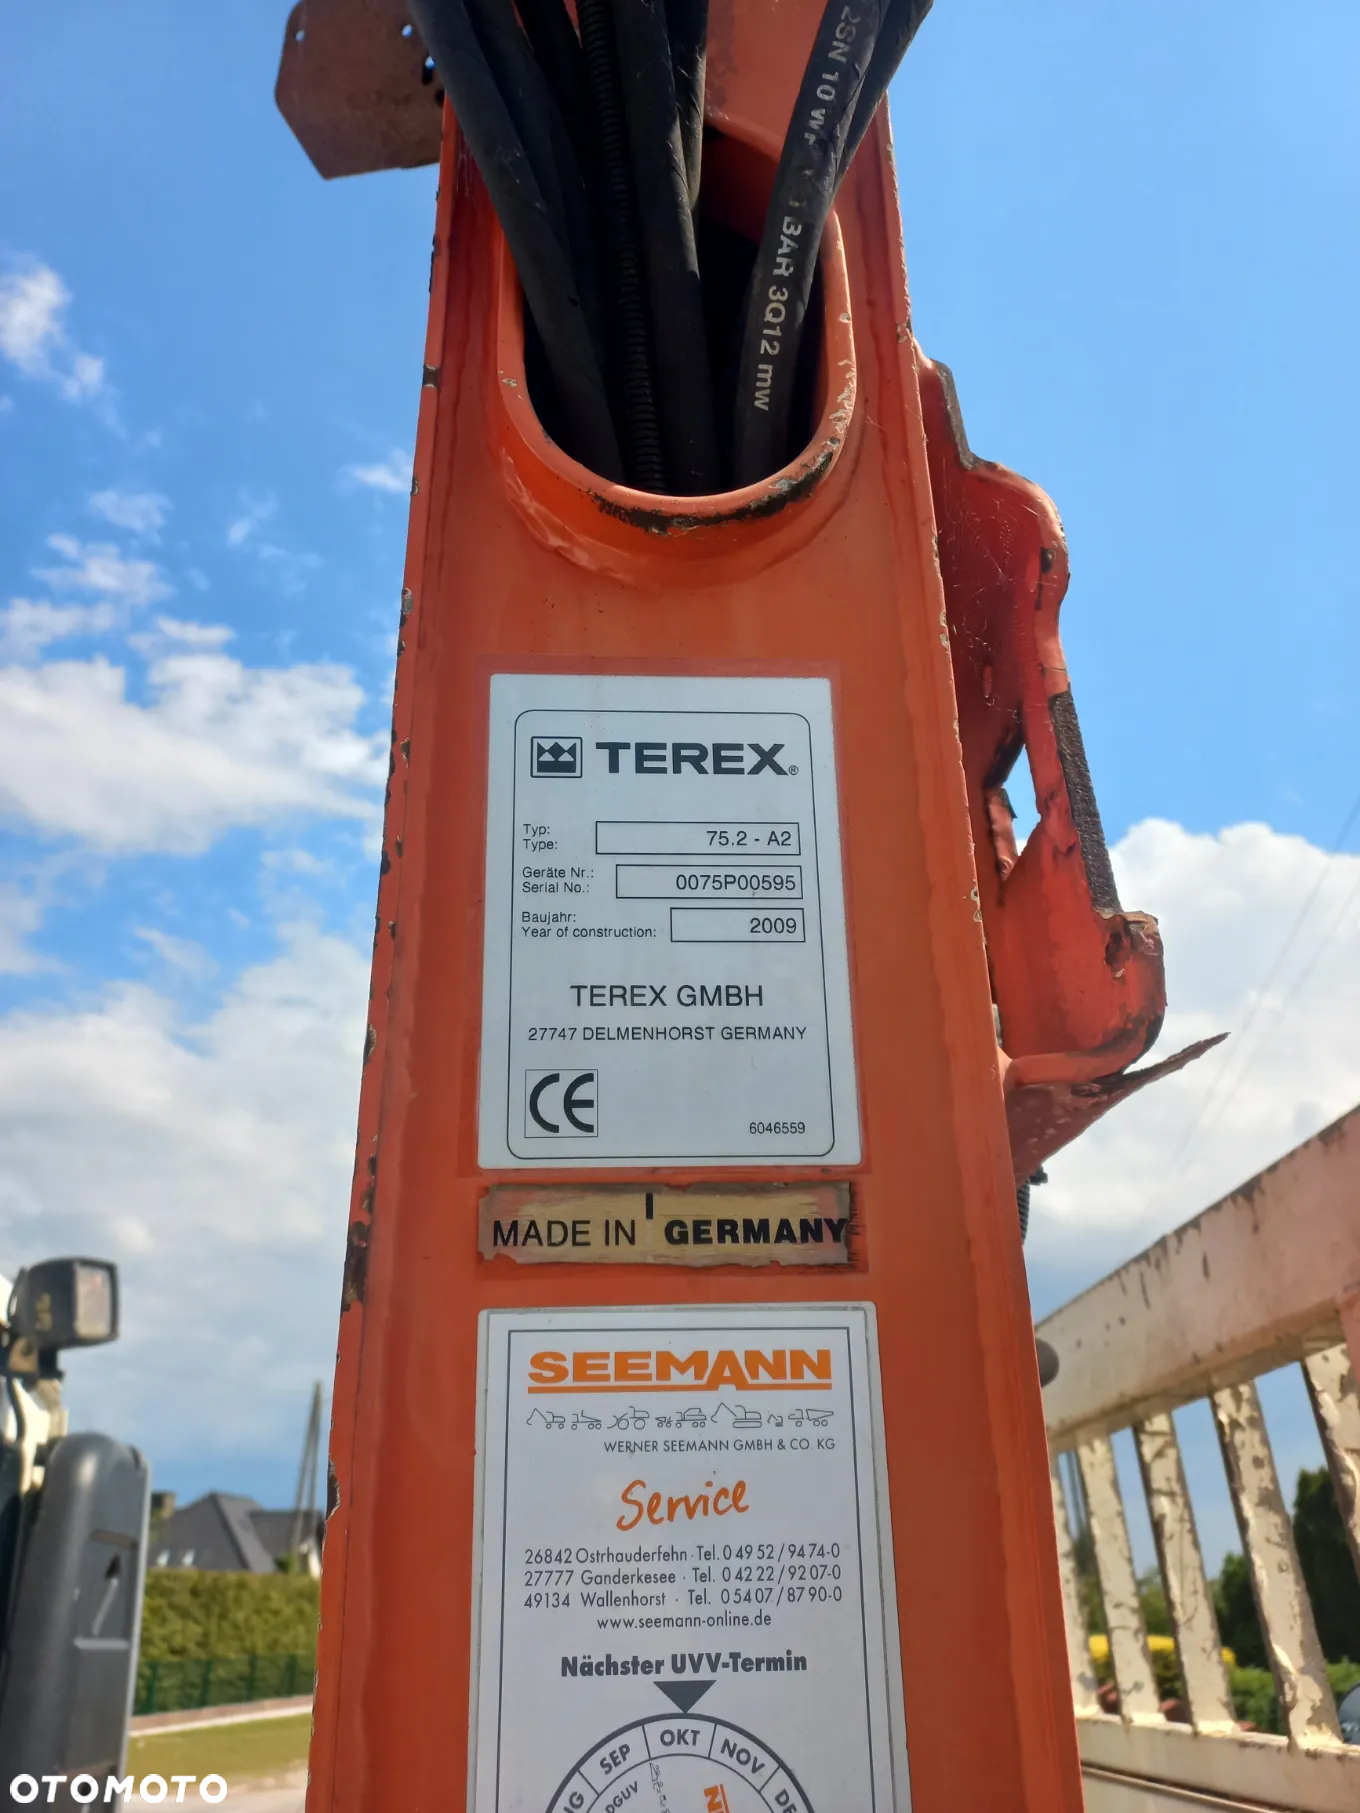 2SN 10
BAR 3Q12 mw
TEREX®
Typ:
Type:
75.2 - A2
Geräte Nr.:
Serial No.:
0075P00595
Baujahr:
Year of construction:
2009
TEREX GMBH
27747 DELMENHORST GERMANY
CE
6046559
MADE IN GERMANY
SEEMANN
WERNER SEEMANN GMBH & CO. KG
Service
26842 Ostrhauderfehn · Tel. 0 49 52 / 94 74-0
27777 Ganderkesee · Tel. 0 42 22 / 92 07-0
49134 Wallenhorst · Tel. 0 54 07 / 87 90-0
www.seemann-online.de
Nächster UVV-Termin
SEP OKT NOV
OTOMOTO